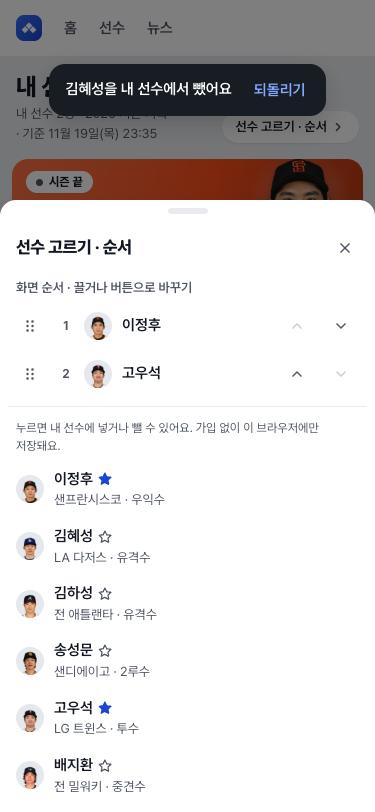 홈 선수 뉴스
김혜성을 내 선수에서 뺐어요 되돌리기
· 기준 11월 19일(목) 23:35
선수 고르기 · 순서
시즌 끝
선수 고르기 · 순서
화면 순서 · 끌거나 버튼으로 바꾸기
1 이정후
2 고우석
누르면 내 선수에 넣거나 뺄 수 있어요. 가입 없이 이 브라우저에만
저장돼요.
이정후
샌프란시스코 · 우익수
김혜성
LA 다저스 · 유격수
김하성
전 애틀랜타 · 유격수
송성문
샌디에이고 · 2루수
고우석
LG 트윈스 · 투수
배지환
전 밀워키 · 중견수